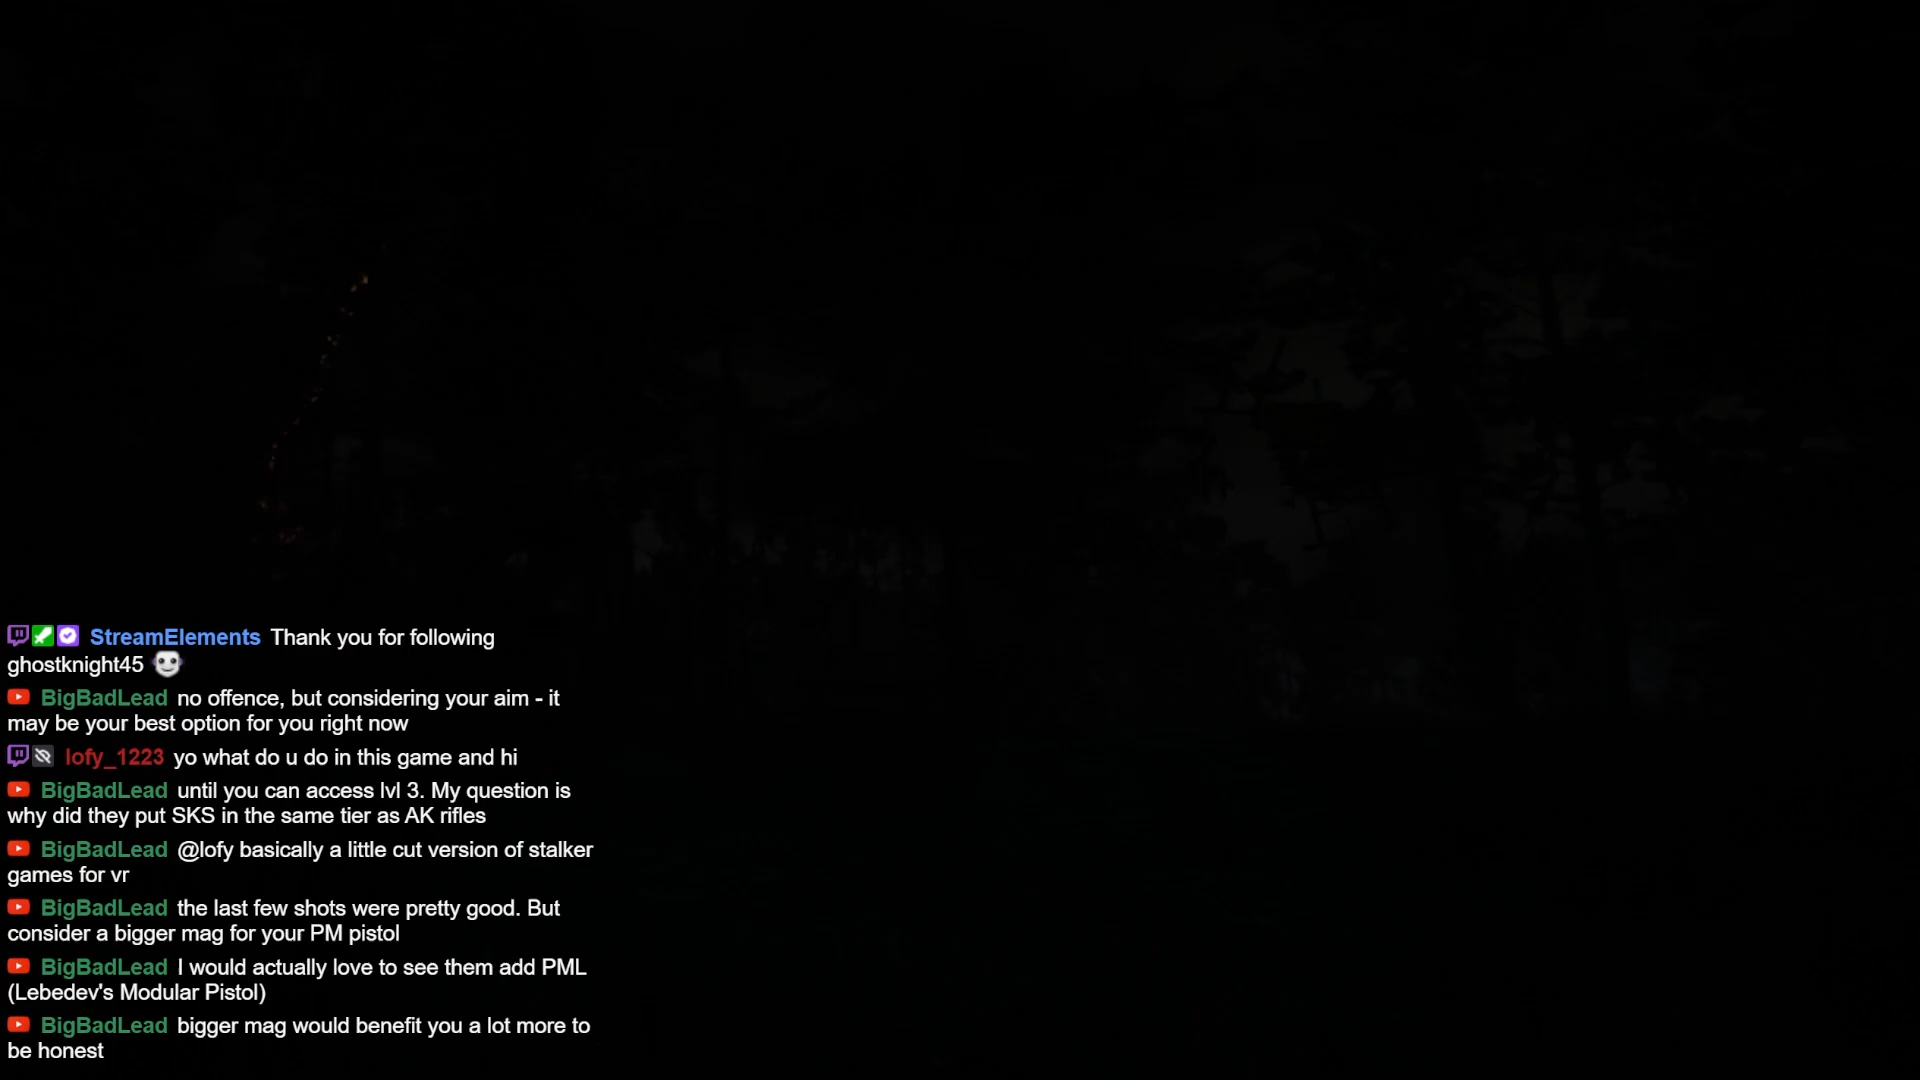 StreamElements Thank you for following
ghostknight45
BigBadLead no offence, but considering your aim - it
may be your best option for you right now
lofy_1223 yo what do u do in this game and hi
BigBadLead until you can access lvl 3. My question is
why did they put SKS in the same tier as AK rifles
BigBadLead @lofy basically a little cut version of stalker
games for vr
BigBadLead the last few shots were pretty good. But
consider a bigger mag for your PM pistol
BigBadLead I would actually love to see them add PML
(Lebedev's Modular Pistol)
BigBadLead bigger mag would benefit you a lot more to
be honest